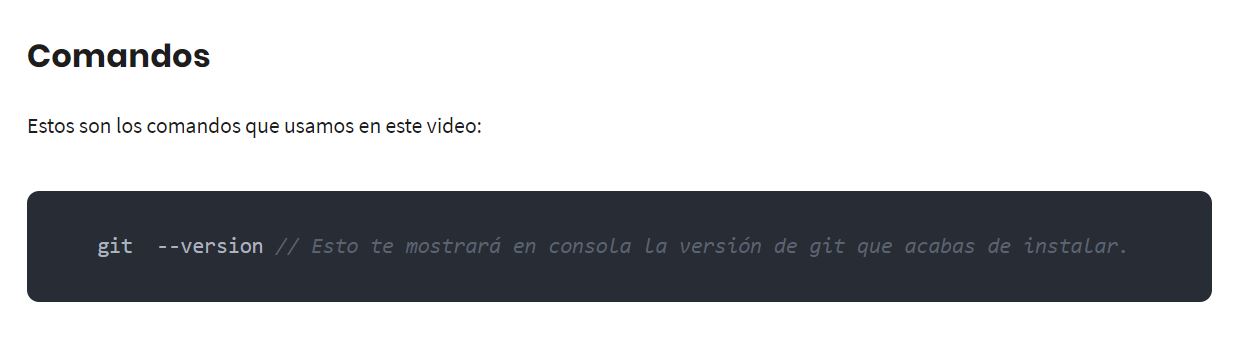 Comandos
Estos son los comandos que usamos en este video:
git  --version // Esto te mostrará en consola la versión de git que acabas de instalar.